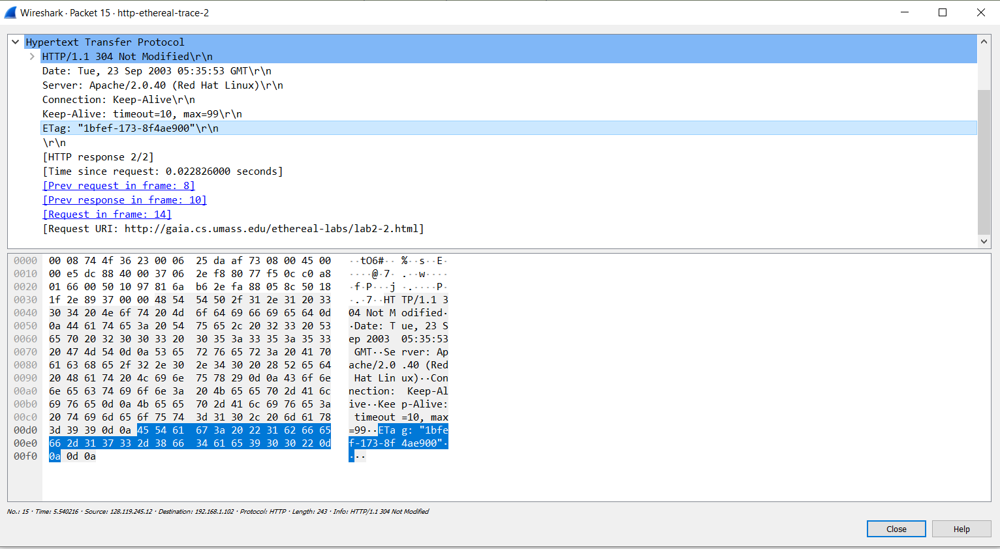 Wireshark · Packet 15 · http-ethereal-trace-2
Hypertext Transfer Protocol
HTTP/1.1 304 Not Modified\r\n
Date: Tue, 23 Sep 2003 05:35:53 GMT\r\n
Server: Apache/2.0.40 (Red Hat Linux)\r\n
Connection: Keep-Alive\r\n
Keep-Alive: timeout=10, max=99\r\n
ETag: "1bfef-173-8f4ae900"\r\n
\r\n
[HTTP response 2/2]
[Time since request: 0.022826000 seconds]
[Prev request in frame: 8]
[Prev response in frame: 10]
[Request in frame: 14]
[Request URI: http://gaia.cs.umass.edu/ethereal-labs/lab2-2.html]
0000 00 08 74 4f 36 23 00 06 25 da af 73 08 00 45 00 ··tO6#·· %··s··E·
0010 00 e5 dc 88 40 00 37 06 2e f8 80 77 f5 0c c0 a8 ····@·7· .··w····
0020 01 66 00 50 10 97 81 6a b6 2e fa 88 05 8c 50 18 ·f·P···j ·.····P·
0030 1f 2e 89 37 00 00 48 54 54 50 2f 31 2e 31 20 33 ·.·7··HT TP/1.1 3
0040 30 34 20 4e 6f 74 20 4d 6f 64 69 66 69 65 64 0d 04 Not M odified·
0050 0a 44 61 74 65 3a 20 54 75 65 2c 20 32 33 20 53 ·Date: T ue, 23 S
0060 65 70 20 32 30 30 33 20 30 35 3a 33 35 3a 35 33 ep 2003  05:35:53
0070 20 47 4d 54 0d 0a 53 65 72 76 65 72 3a 20 41 70  GMT··Se rver: Ap
0080 61 63 68 65 2f 32 2e 30 2e 34 30 20 28 52 65 64 ache/2.0 .40 (Red
0090 20 48 61 74 20 4c 69 6e 75 78 29 0d 0a 43 6f 6e  Hat Lin ux)··Con
00a0 6e 65 63 74 69 6f 6e 3a 20 4b 65 65 70 2d 41 6c nection:  Keep-Al
00b0 69 76 65 0d 0a 4b 65 65 70 2d 41 6c 69 76 65 3a ive··Kee p-Alive:
00c0 20 74 69 6d 65 6f 75 74 3d 31 30 2c 20 6d 61 78  timeout =10, max
00d0 3d 39 39 0d 0a 45 54 61 67 3a 20 22 31 62 66 65 =99··ETa g: "1bfe
00e0 66 2d 31 37 33 2d 38 66 34 61 65 39 30 30 22 0d f-173-8f 4ae900"·
00f0 0a 0d 0a ···
No.: 15 · Time: 5.540216 · Source: 128.119.245.12 · Destination: 192.168.1.102 · Protocol: HTTP · Length: 243 · Info: HTTP/1.1 304 Not Modified
Close Help